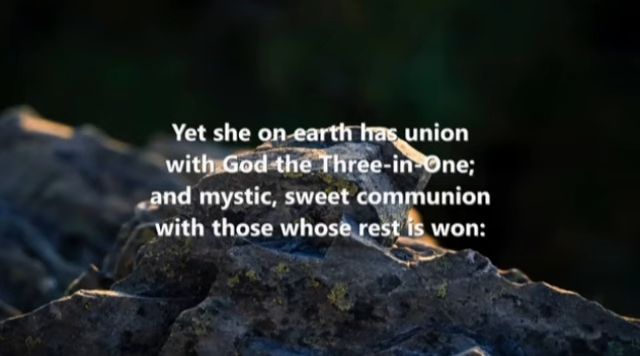 Yet she on earth has union
with God the Three-in-One;
and mystic, sweet communion
with those whose rest is won: